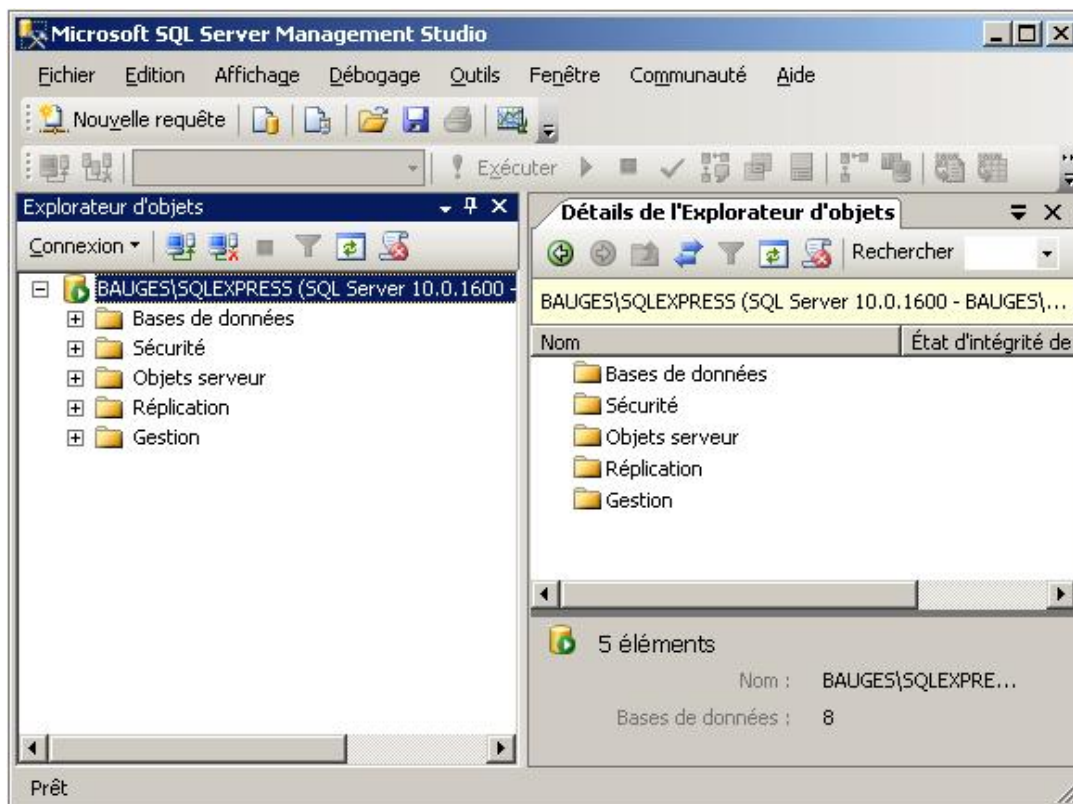 Microsoft SQL Server Management Studio
Fichier Edition Affichage Débogage Outils Fenêtre Communauté Aide
Nouvelle requête
Exécuter
Explorateur d'objets
Connexion
BAUGES\SQLEXPRESS (SQL Server 10.0.1600 -
Bases de données
Sécurité
Objets serveur
Réplication
Gestion
Détails de l'Explorateur d'objets
Rechercher
BAUGES\SQLEXPRESS (SQL Server 10.0.1600 - BAUGES\...
Nom État d'intégrité de
Bases de données
Sécurité
Objets serveur
Réplication
Gestion
5 éléments
Nom : BAUGES\SQLEXPRE...
Bases de données : 8
Prêt